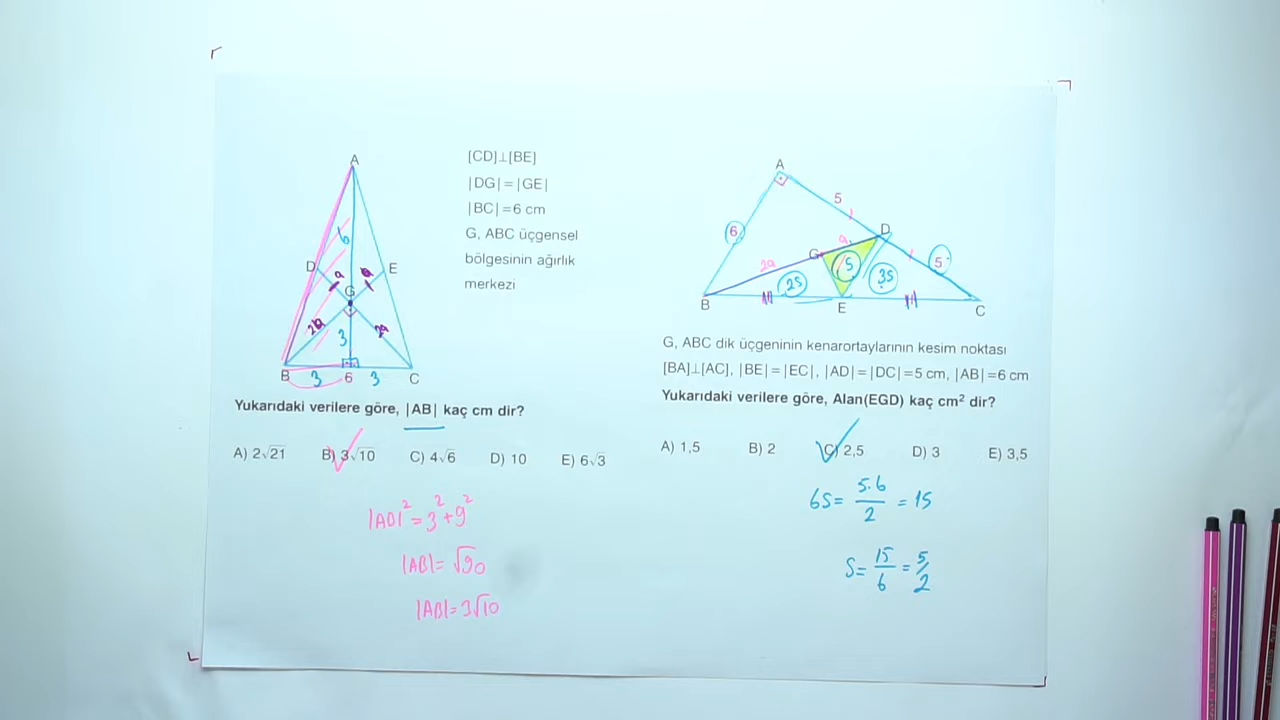 A
D
E
G
a
a
2a
2a
6
3
B
3
6
3
C
[CD]⊥[BE]
|DG|=|GE|
|BC|=6 cm
G, ABC üçgensel
bölgesinin ağırlık
merkezi
Yukarıdaki verilere göre, |AB| kaç cm dir?
A) 2√21 B) 3√10 C) 4√6 D) 10 E) 6√3
|AB|²=3²+9²
|AB|=√90
|AB|=3√10
A
5
6
D
G
a
2a
S
3S
5
2S
B
E
C
G, ABC dik üçgeninin kenarortaylarının kesim noktası
[BA]⊥[AC], |BE|=|EC|, |AD|=|DC|=5 cm, |AB|=6 cm
Yukarıdaki verilere göre, Alan(EGD) kaç cm² dir?
A) 1,5 B) 2 C) 2,5 D) 3 E) 3,5
6S= 5.6/2 = 15
S= 15/6 = 5/2